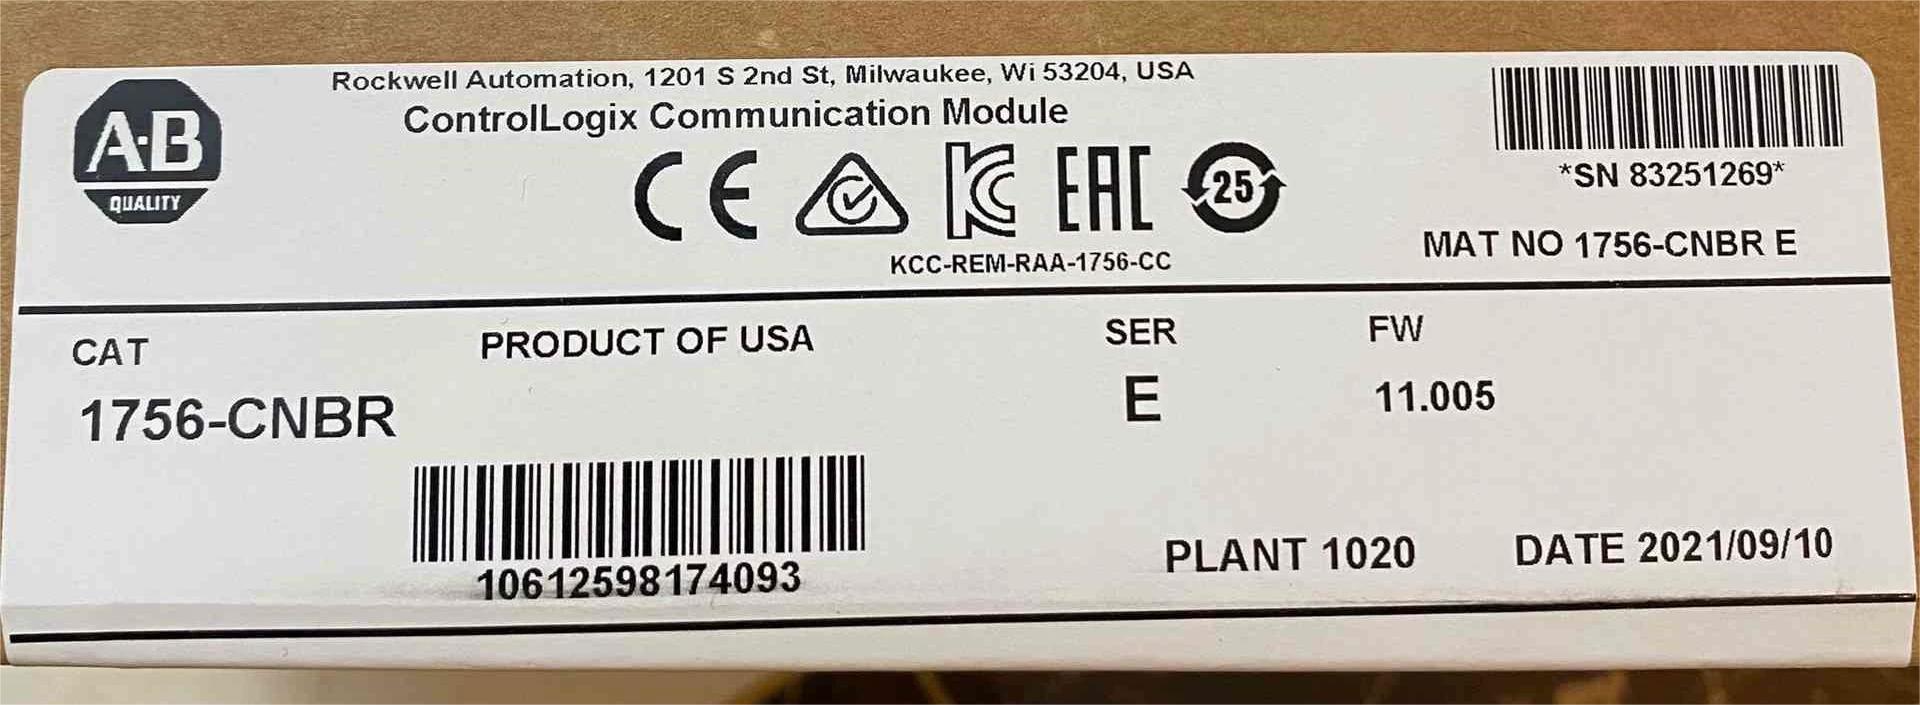 Rockwell Automation, 1201 S 2nd St, Milwaukee, Wi 53204, USA
ControlLogix Communication Module
A·B
QUALITY
CE
KC
EAC
25
KCC-REM-RAA-1756-CC
*SN 83251269*
MAT NO 1756-CNBR E
CAT
PRODUCT OF USA
SER
FW
1756-CNBR
E
11.005
10612598174093
PLANT 1020
DATE 2021/09/10